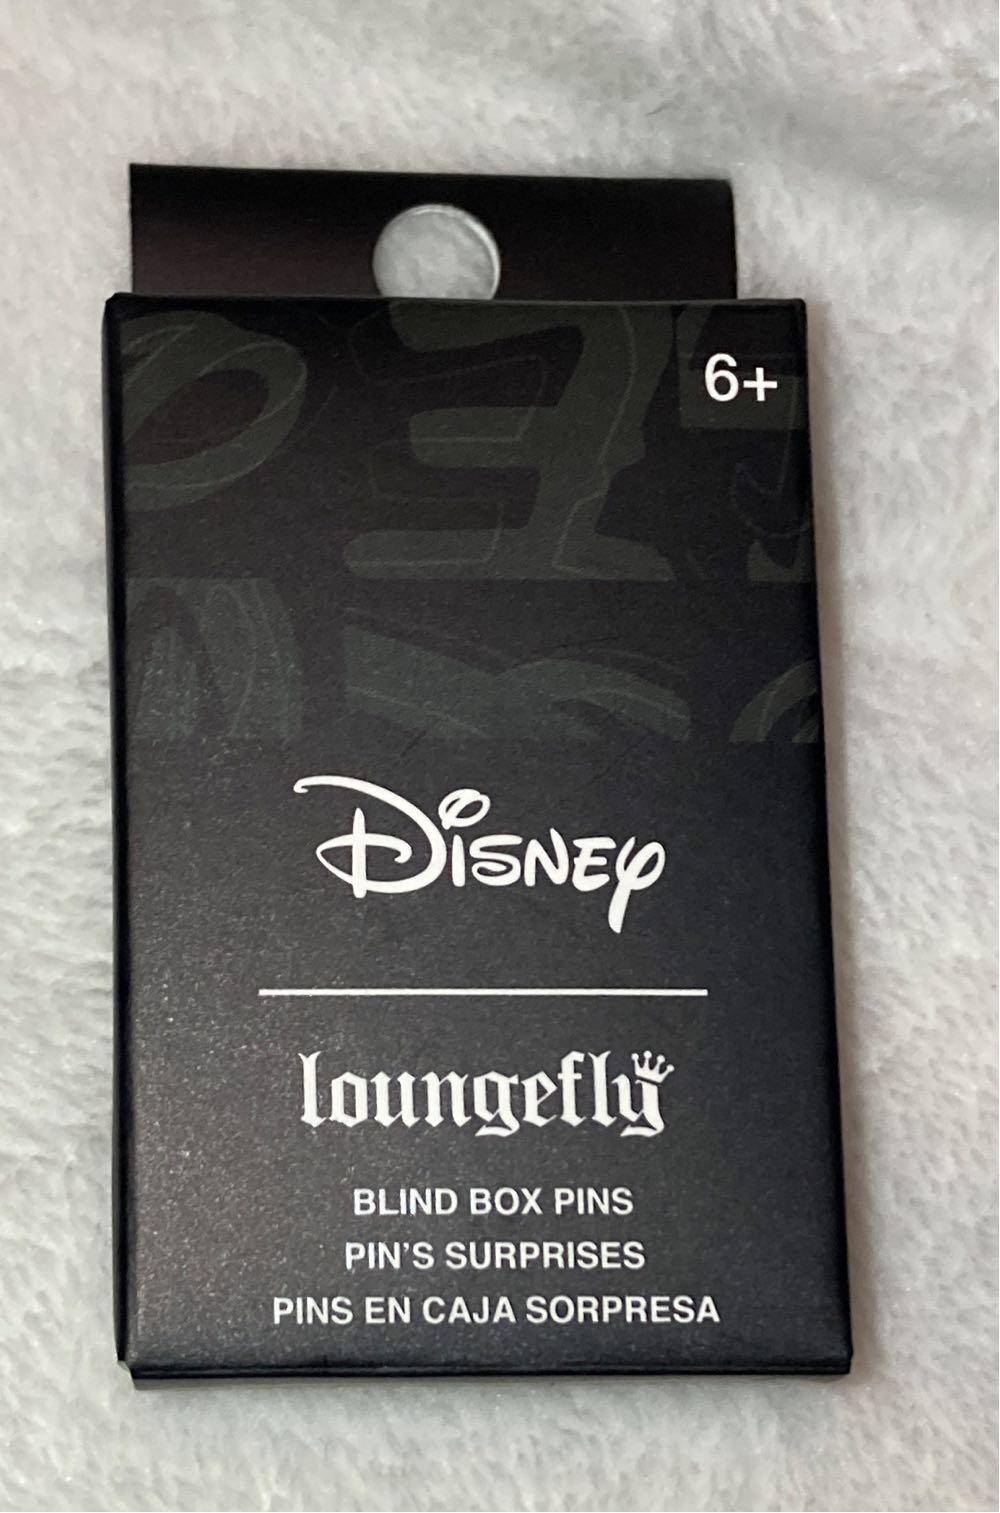 6+
Disney
loungefly
BLIND BOX PINS
PIN'S SURPRISES
PINS EN CAJA SORPRESA